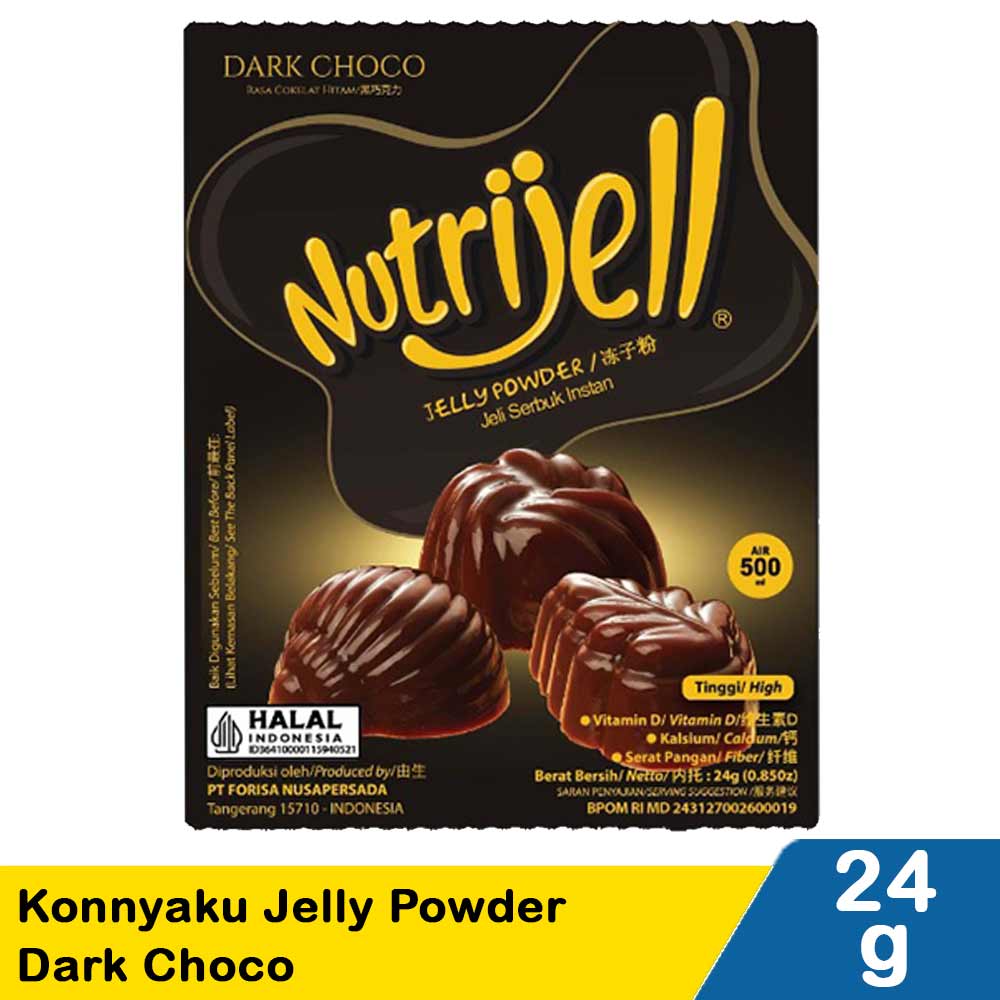 DARK CHOCO
RASA COKELAT HITAM/黑巧克力
Nutrijell®
JELLY POWDER / 冻子粉
Jeli Serbuk Instan
Baik Digunakan Sebelum/ Best Before/ 前最在:
(Lihat Kemasan Belakang/ See The Back Panel Label)
AIR
500
ml
Tinggi/ High
Vitamin D/ Vitamin D/维生素D
Kalsium/ Calcium/钙
Serat Pangan/ Fiber/ 纤维
HALAL
INDONESIA
ID36410000115940521
Diproduksi oleh/Produced by/由生
PT FORISA NUSAPERSADA
Tangerang 15710 - INDONESIA
Berat Bersih/ Netto/ 内托 : 24g (0.850z)
SARAN PENYAJIAN/SERVING SUGGESTION /服务建议
BPOM RI MD 243127002600019
Konnyaku Jelly Powder
Dark Choco
24
g